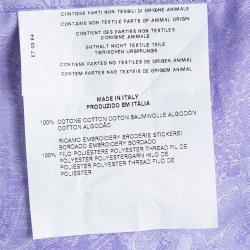 CONTIENE PARTI NON TESSILI DI ORIGINE ANIMALE
CONTAINS NON TEXTILE PARTS OF ANIMAL ORIGIN
CONTIENT DES PARTIES NON TEXTILES
D'ORIGINE ANIMALE
ENTHALT NICHT TEXTILE TEILE
TIERISCHEN URSPRUNGS
CONTIENE PARTES NO TEXTILES DE ORIGEN ANIMAL
CONTEM PARTES NÃO TEXTEIS DE ORIGEM ANIMAL
MADE IN ITALY
PRODUZIDO EM ITÁLIA
100% COTONE COTTON COTON BAUMWOLLE ALGODÓN
COTTON ALGODÃO
RICAMO EMBROIDERY BRODERIE STICKEREI
BORDADO EMBROIDERY BORDADO
100% FILO POLIESTERE POLYESTER THREAD FIL DE
POLYESTER POLYESTERGARN HILO DE
POLIÉSTER POLYESTER THREAD FILO DE
POLIESTER